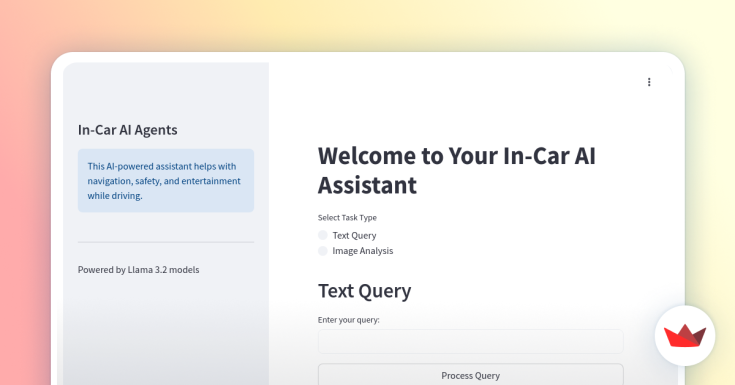 In-Car AI Agents
This AI-powered assistant helps with
navigation, safety, and entertainment
while driving.
Powered by Llama 3.2 models
Welcome to Your In-Car AI
Assistant
Select Task Type
Text Query
Image Analysis
Text Query
Enter your query:
Process Query